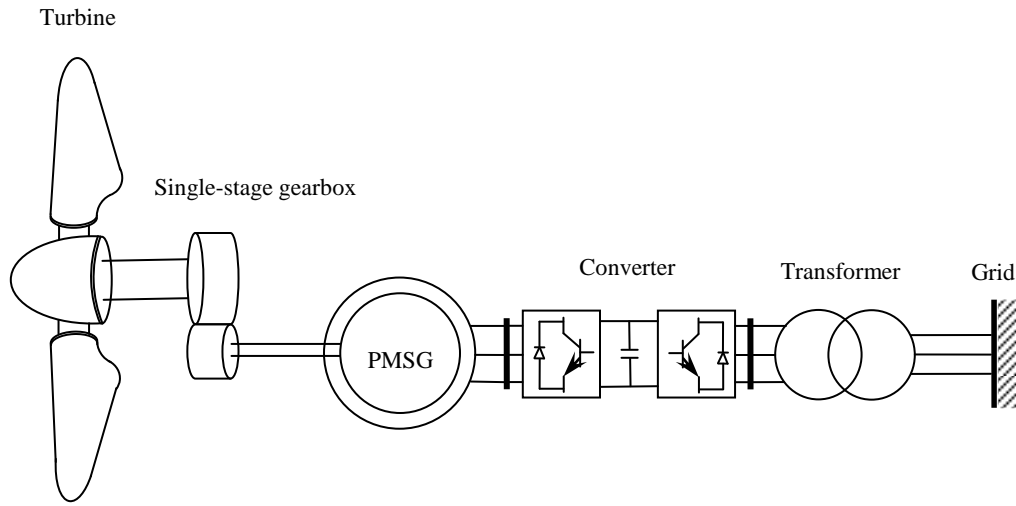 Turbine
Single-stage gearbox
Converter
Transformer
Grid
PMSG